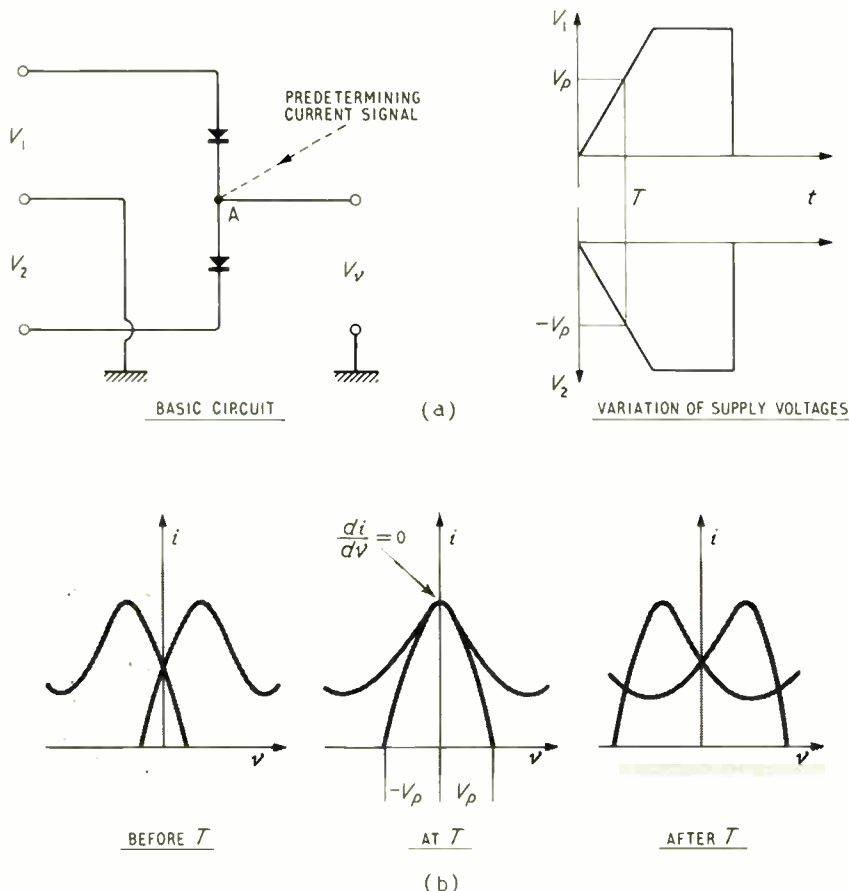 V₁
V₂
PREDETERMINING
CURRENT SIGNAL
A
Vᵥ
BASIC CIRCUIT
(a)
V₁
Vₚ
T
t
-Vₚ
V₂
VARIATION OF SUPPLY VOLTAGES
i
v
BEFORE T
di/dv = 0
i
-Vₚ
Vₚ
AT T
i
v
AFTER T
(b)